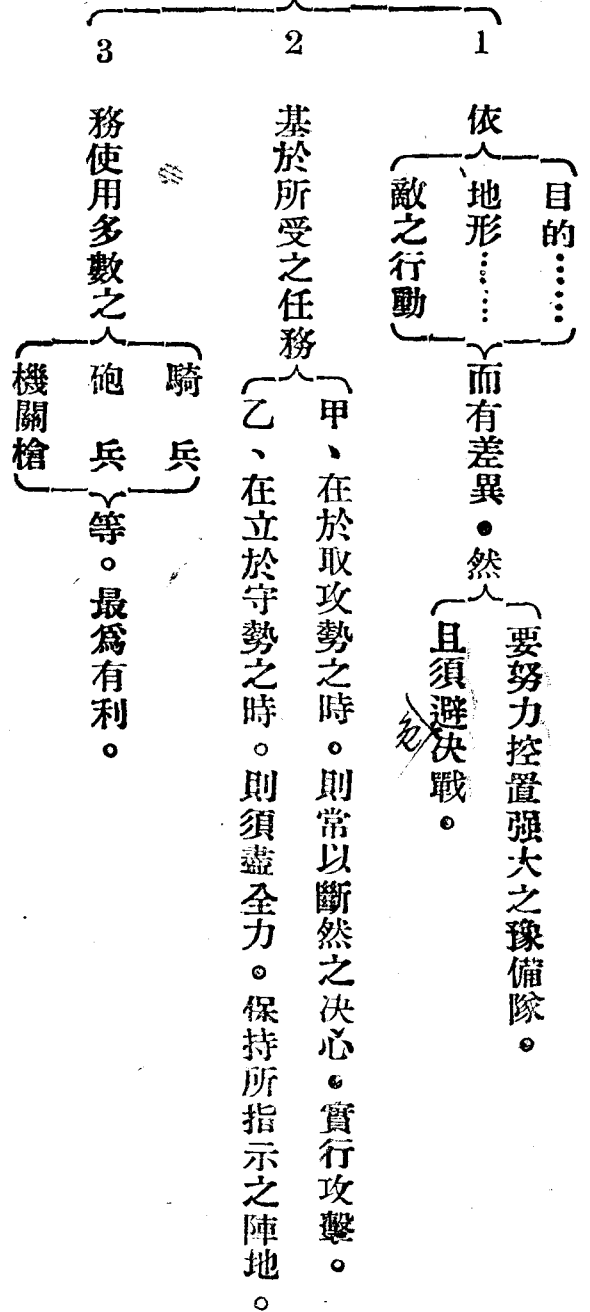 1
依
目的……
地形……
敵之行動
而有差異。然
要努力控置强大之豫備隊。
且須避決戰。
2
基於所受之任務
甲、在於取攻勢之時。則常以斷然之决心。實行攻擊。
乙、在立於守勢之時。則須盡全力。保持所指示之陣地。
3
務使用多數之
騎兵
砲兵
機關槍
等。最爲有利。